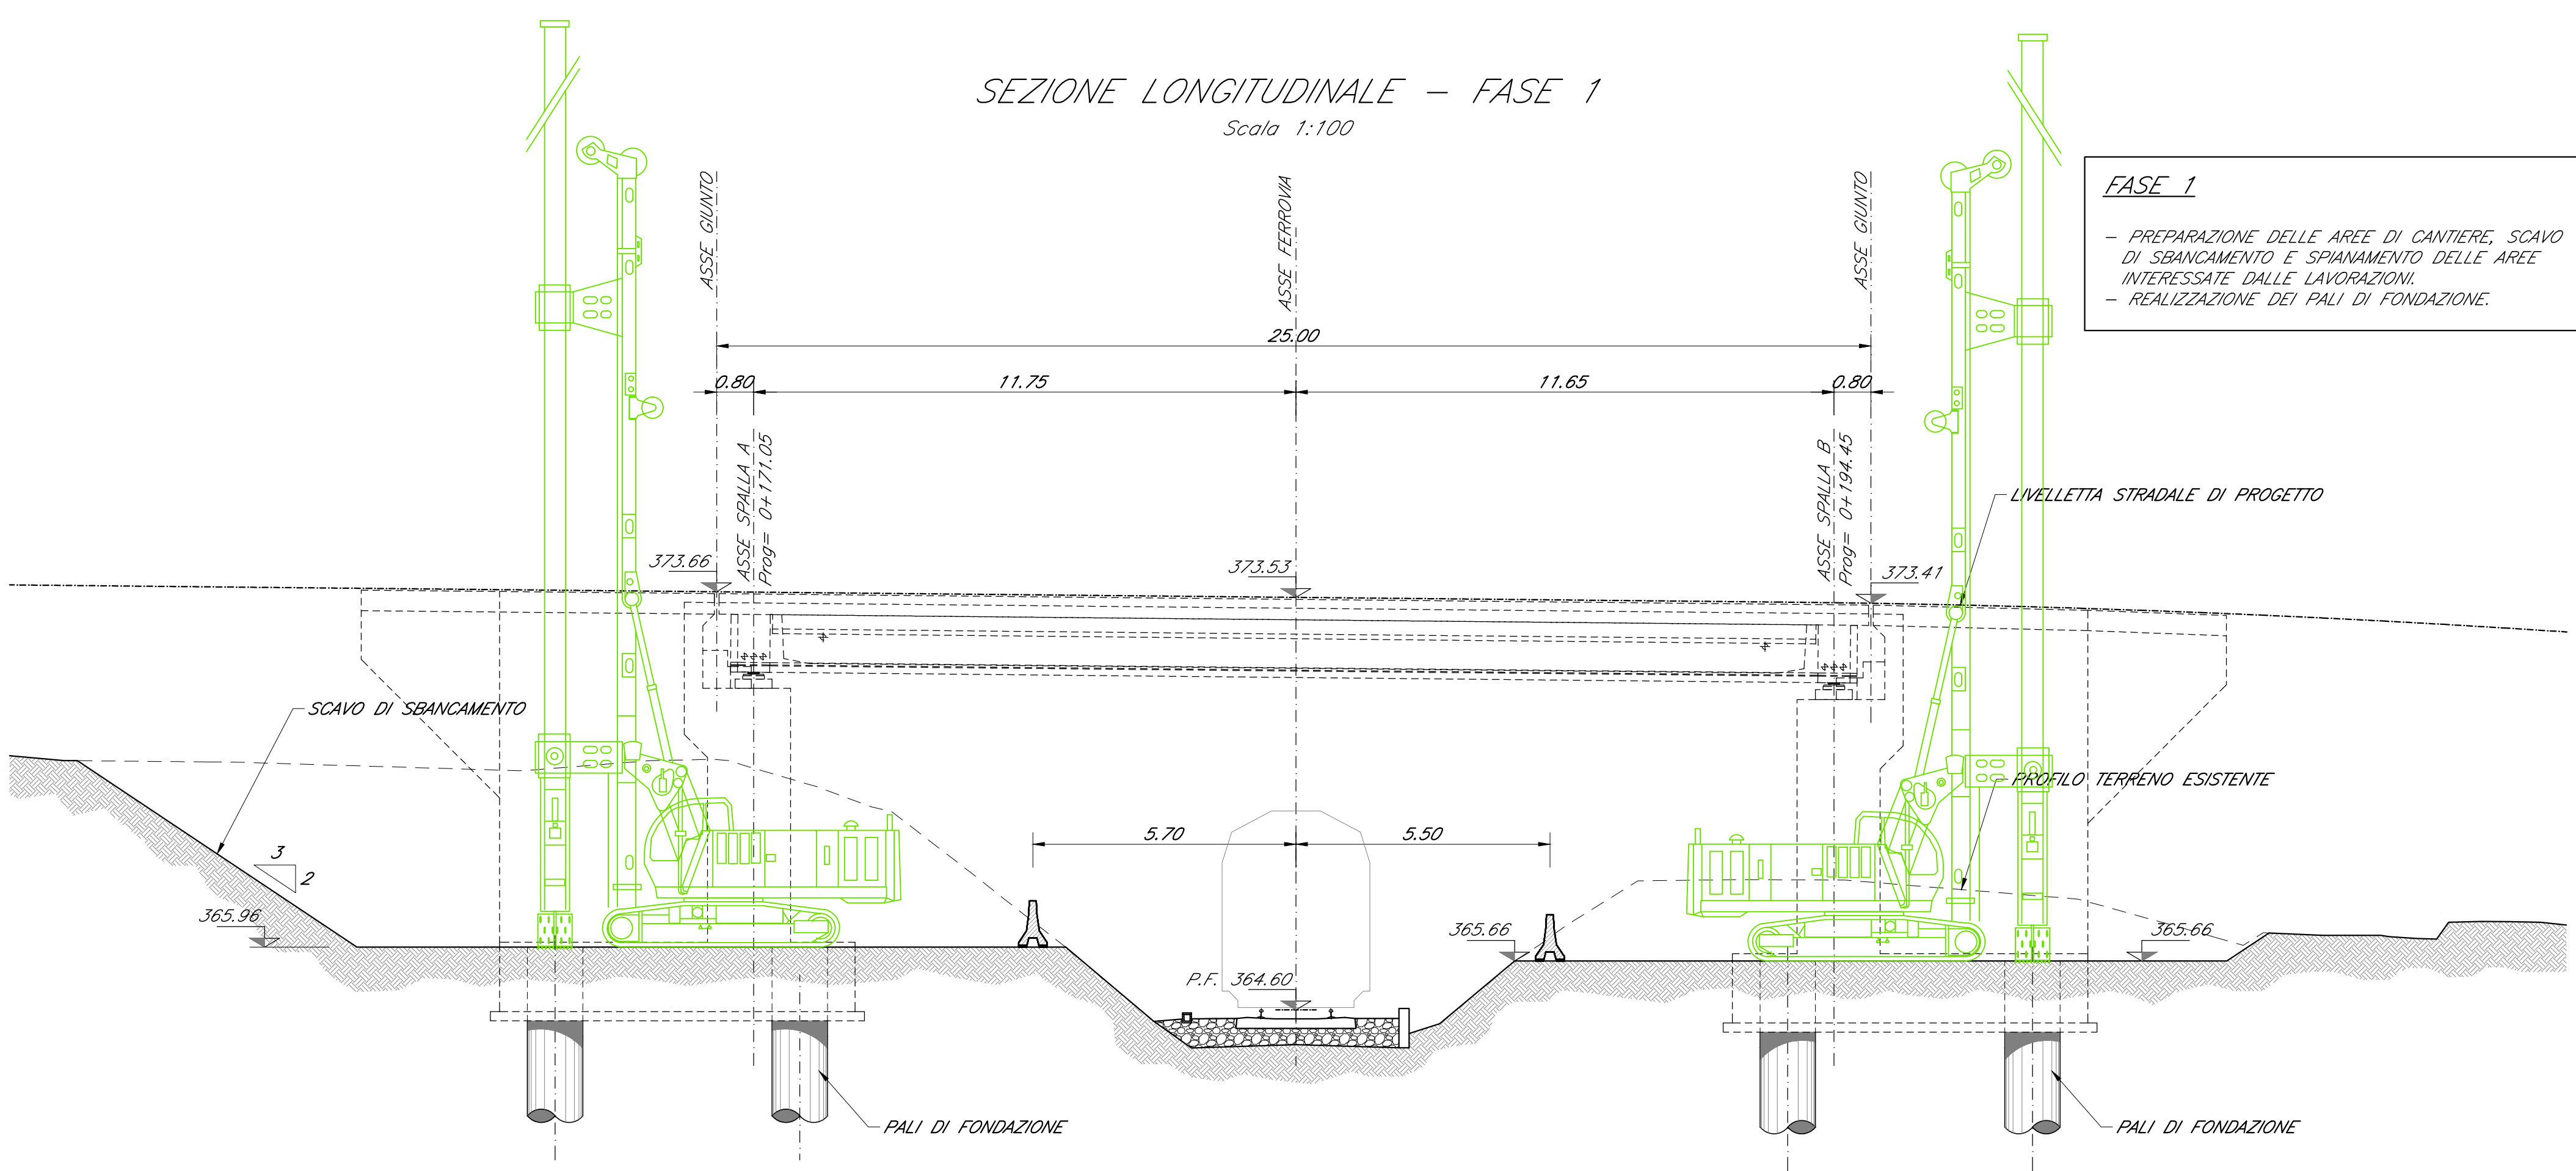 SEZIONE LONGITUDINALE – FASE 1
Scala 1:100
FASE 1
– PREPARAZIONE DELLE AREE DI CANTIERE, SCAVO
DI SBANCAMENTO E SPIANAMENTO DELLE AREE
INTERESSATE DALLE LAVORAZIONI.
– REALIZZAZIONE DEI PALI DI FONDAZIONE.
ASSE GIUNTO
ASSE FERROVIA
ASSE GIUNTO
25.00
0.80
11.75
11.65
0.80
ASSE SPALLA A
Prog= 0+171.05
ASSE SPALLA B
Prog= 0+194.45
LIVELLETTA STRADALE DI PROGETTO
373.66
373.53
373.41
SCAVO DI SBANCAMENTO
PROFILO TERRENO ESISTENTE
5.70
5.50
3
2
365.96
365.66
365.66
P.F. 364.60
PALI DI FONDAZIONE
PALI DI FONDAZIONE